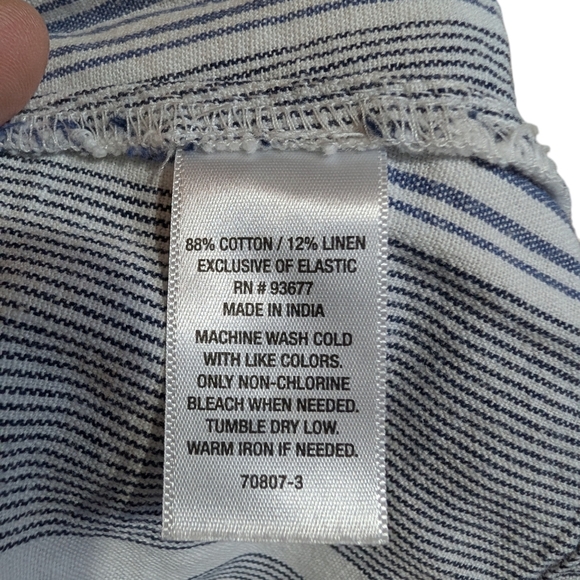 88% COTTON / 12% LINEN
EXCLUSIVE OF ELASTIC
RN # 93677
MADE IN INDIA
MACHINE WASH COLD
WITH LIKE COLORS.
ONLY NON-CHLORINE
BLEACH WHEN NEEDED.
TUMBLE DRY LOW.
WARM IRON IF NEEDED.
70807-3